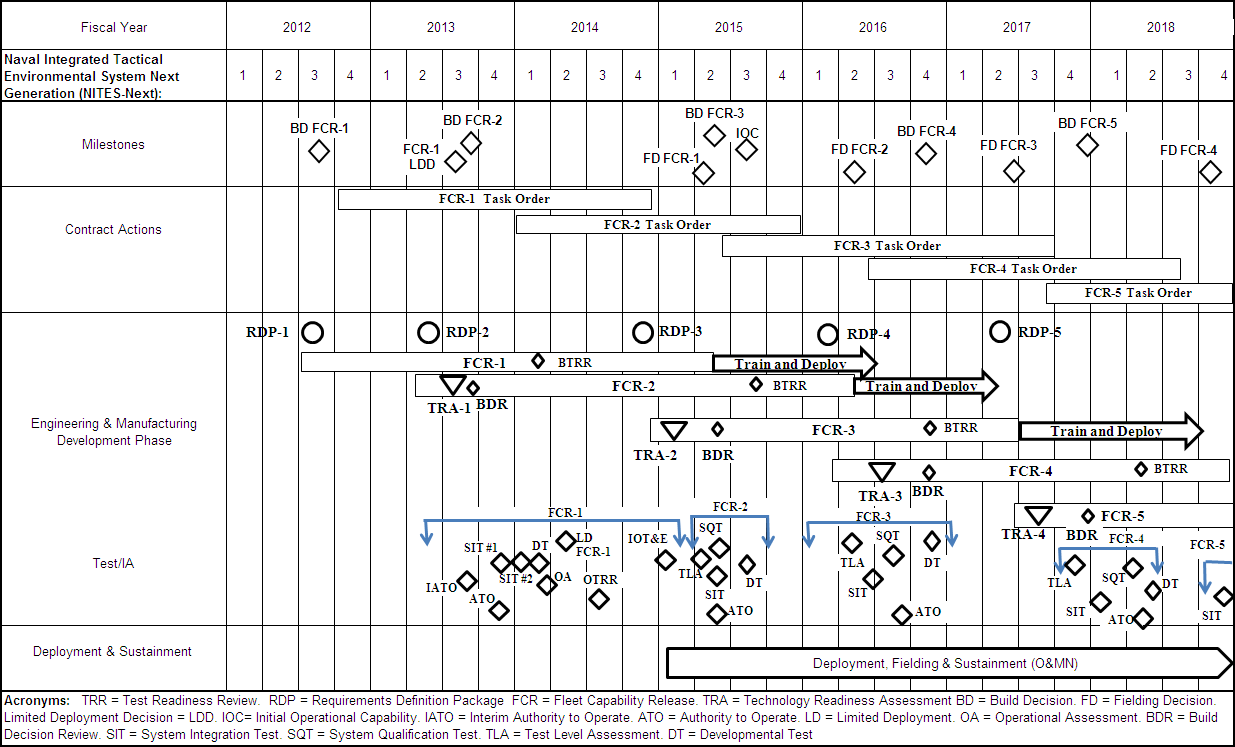 Fiscal Year 2012 2013 2014 2015 2016 2017 2018
Naval Integrated Tactical
Environmental System Next
Generation (NITES-Next):
1 2 3 4 1 2 3 4 1 2 3 4 1 2 3 4 1 2 3 4 1 2 3 4 1 2 3 4
Milestones
BD FCR-1
BD FCR-2
FCR-1
LDD
BD FCR-3
IOC
FD FCR-1
FD FCR-2
BD FCR-4
FD FCR-3
BD FCR-5
FD FCR-4
Contract Actions
FCR-1 Task Order
FCR-2 Task Order
FCR-3 Task Order
FCR-4 Task Order
FCR-5 Task Order
Engineering & Manufacturing
Development Phase
RDP-1 RDP-2 RDP-3 RDP-4 RDP-5
FCR-1 BTRR Train and Deploy
FCR-2 BTRR Train and Deploy
TRA-1 BDR
FCR-3 BTRR Train and Deploy
TRA-2 BDR
FCR-4 BTRR
TRA-3 BDR
FCR-5
TRA-4 BDR
Test/IA
FCR-1
SIT #1
DT
LD
FCR-1
IOT&E
IATO
SIT #2
OA
OTRR
ATO
FCR-2
SQT
TLA
SIT
DT
ATO
FCR-3
SQT
TLA
DT
SIT
ATO
FCR-4
TLA
SQT
DT
SIT
ATO
FCR-5
SIT
Deployment & Sustainment
Deployment, Fielding & Sustainment (O&MN)
Acronyms: TRR = Test Readiness Review. RDP = Requirements Definition Package FCR = Fleet Capability Release. TRA = Technology Readiness Assessment BD = Build Decision. FD = Fielding Decision.
Limited Deployment Decision = LDD. IOC= Initial Operational Capability. IATO = Interim Authority to Operate. ATO = Authority to Operate. LD = Limited Deployment. OA = Operational Assessment. BDR = Build
Decision Review. SIT = System Integration Test. SQT = System Qualification Test. TLA = Test Level Assessment. DT = Developmental Test